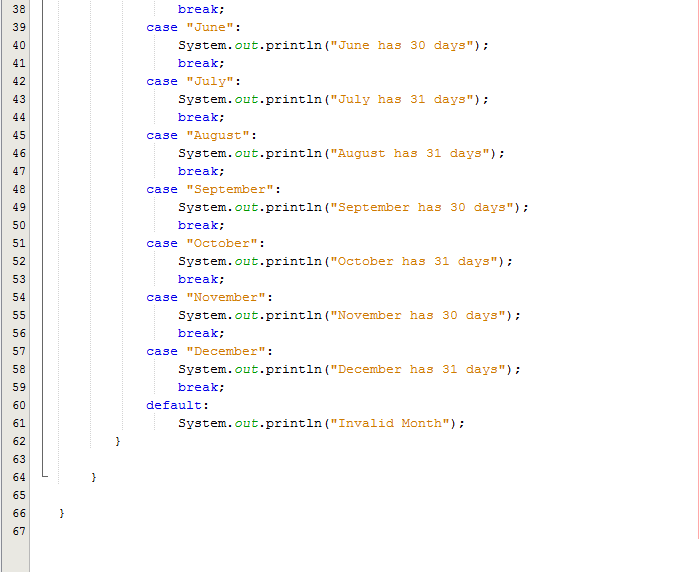 38 break;
39 case "June":
40 System.out.println("June has 30 days");
41 break;
42 case "July":
43 System.out.println("July has 31 days");
44 break;
45 case "August":
46 System.out.println("August has 31 days");
47 break;
48 case "September":
49 System.out.println("September has 30 days");
50 break;
51 case "October":
52 System.out.println("October has 31 days");
53 break;
54 case "November":
55 System.out.println("November has 30 days");
56 break;
57 case "December":
58 System.out.println("December has 31 days");
59 break;
60 default:
61 System.out.println("Invalid Month");
62 }
63
64 }
65
66 }
67